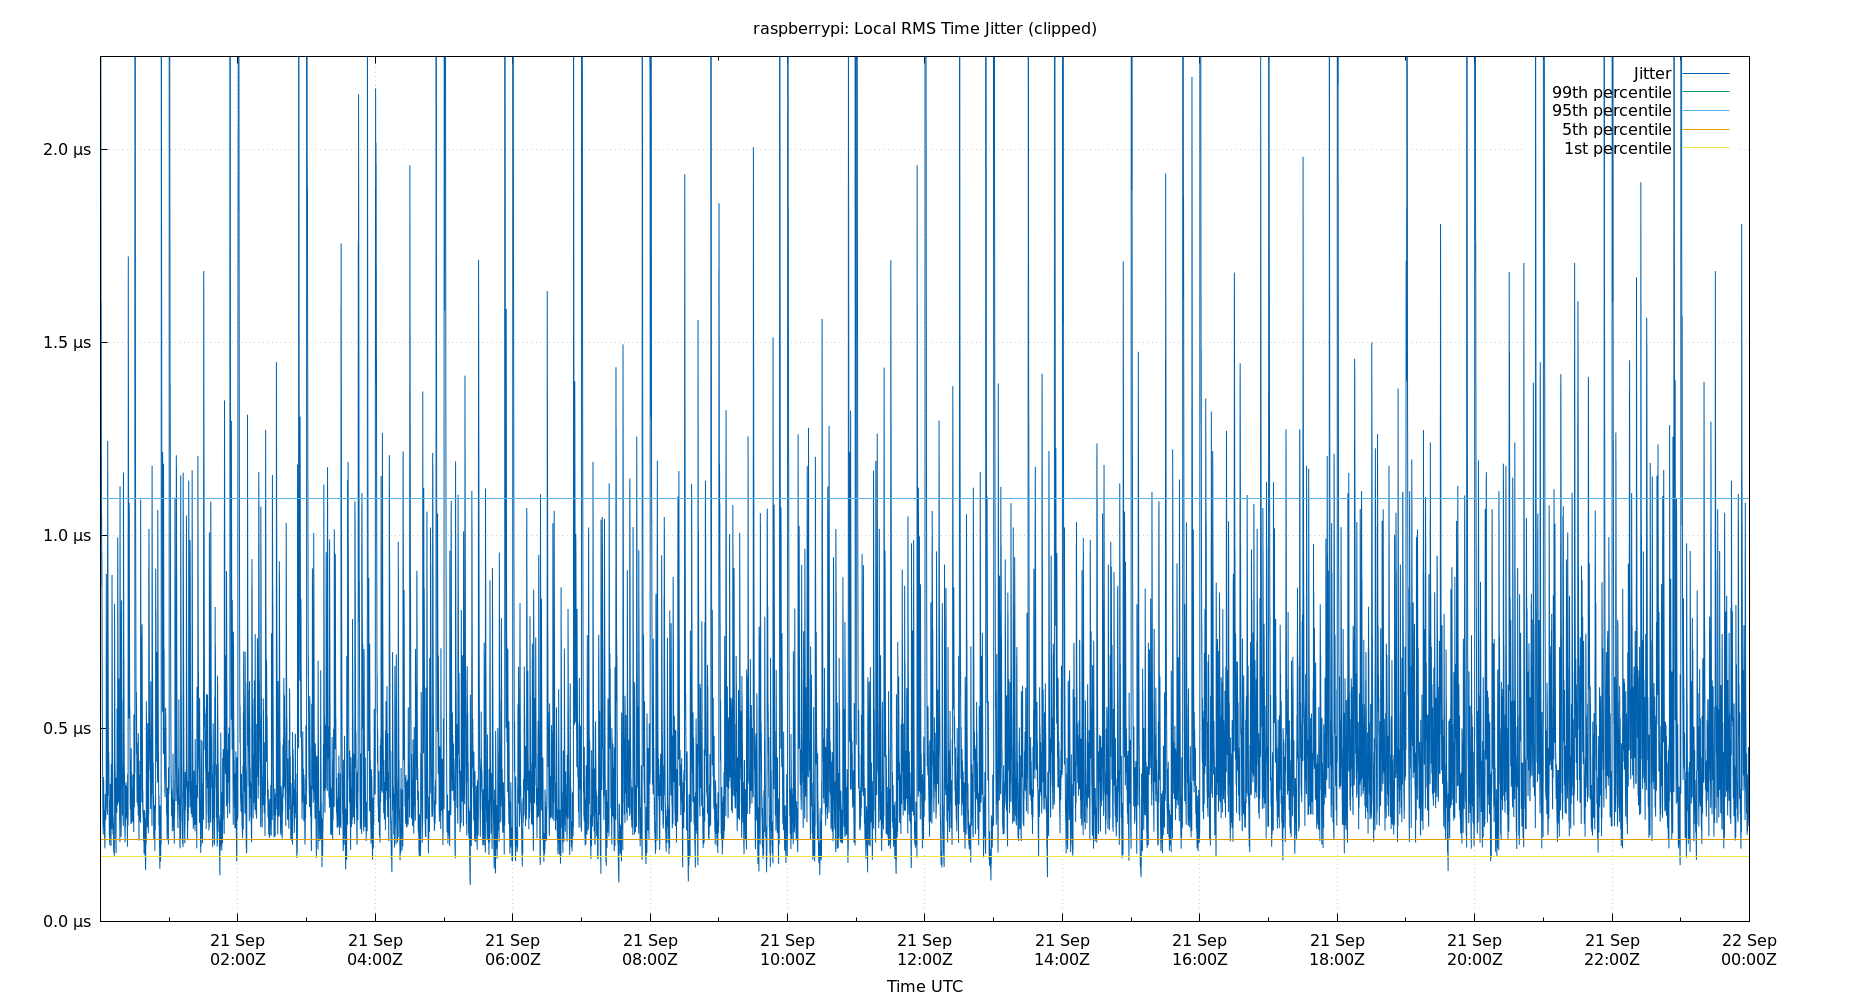 raspberrypi: Local RMS Time Jitter (clipped)
Jitter
99th percentile
95th percentile
5th percentile
1st percentile
2.0 µs
1.5 µs
1.0 µs
0.5 µs
0.0 µs
21 Sep 21 Sep 21 Sep 21 Sep 21 Sep 21 Sep 21 Sep 21 Sep 21 Sep 21 Sep 21 Sep 22 Sep
02:00Z 04:00Z 06:00Z 08:00Z 10:00Z 12:00Z 14:00Z 16:00Z 18:00Z 20:00Z 22:00Z 00:00Z
Time UTC